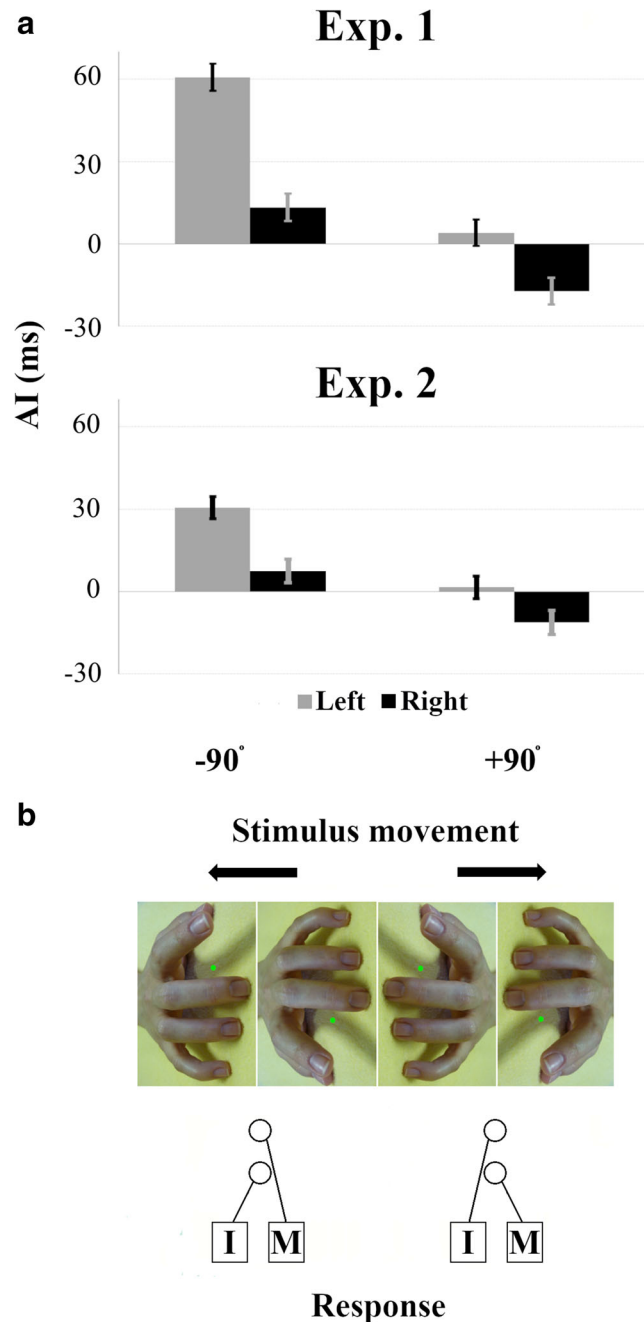 a
Exp. 1
60
30
0
-30
AI (ms)
Exp. 2
60
30
0
-30
Left Right
-90° +90°
b
Stimulus movement
I M I M
Response